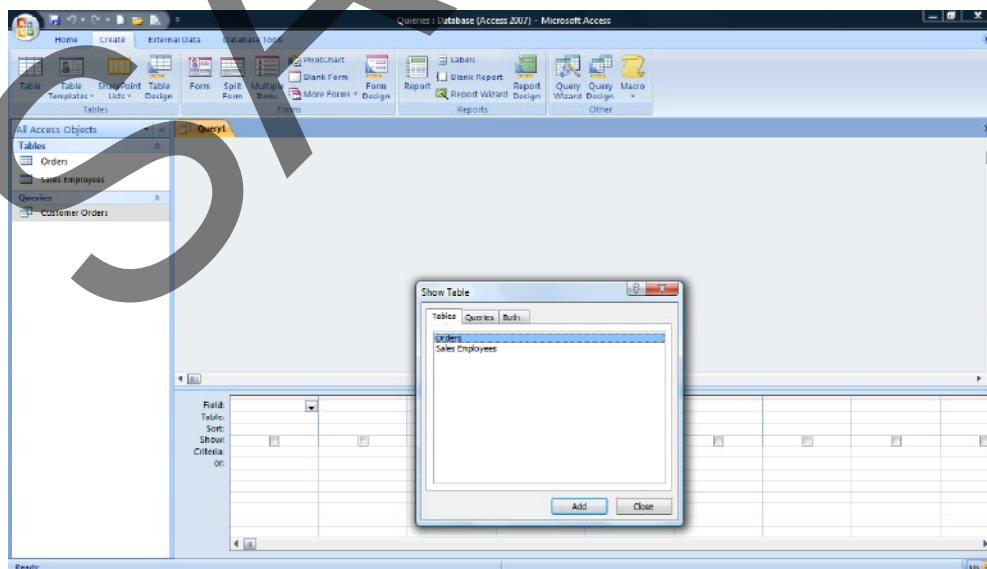 Quieries : Database (Access 2007) - Microsoft Access
Home Create External Data Database Tools
Table Table Templates Lists Table Design
Tables
Form Split Form Multiple Items PivotChart Blank Form More Forms Form Design
Forms
Report Labels Blank Report Report Wizard Report Design
Reports
Query Wizard Query Design Macro
Other
All Access Objects
Query1
Tables
Orders
Sales Employees
Queries
Customer Orders
Show Table
Tables Queries Both
Orders
Sales Employees
Add Close
Field:
Table:
Sort:
Show:
Criteria:
or:
Ready